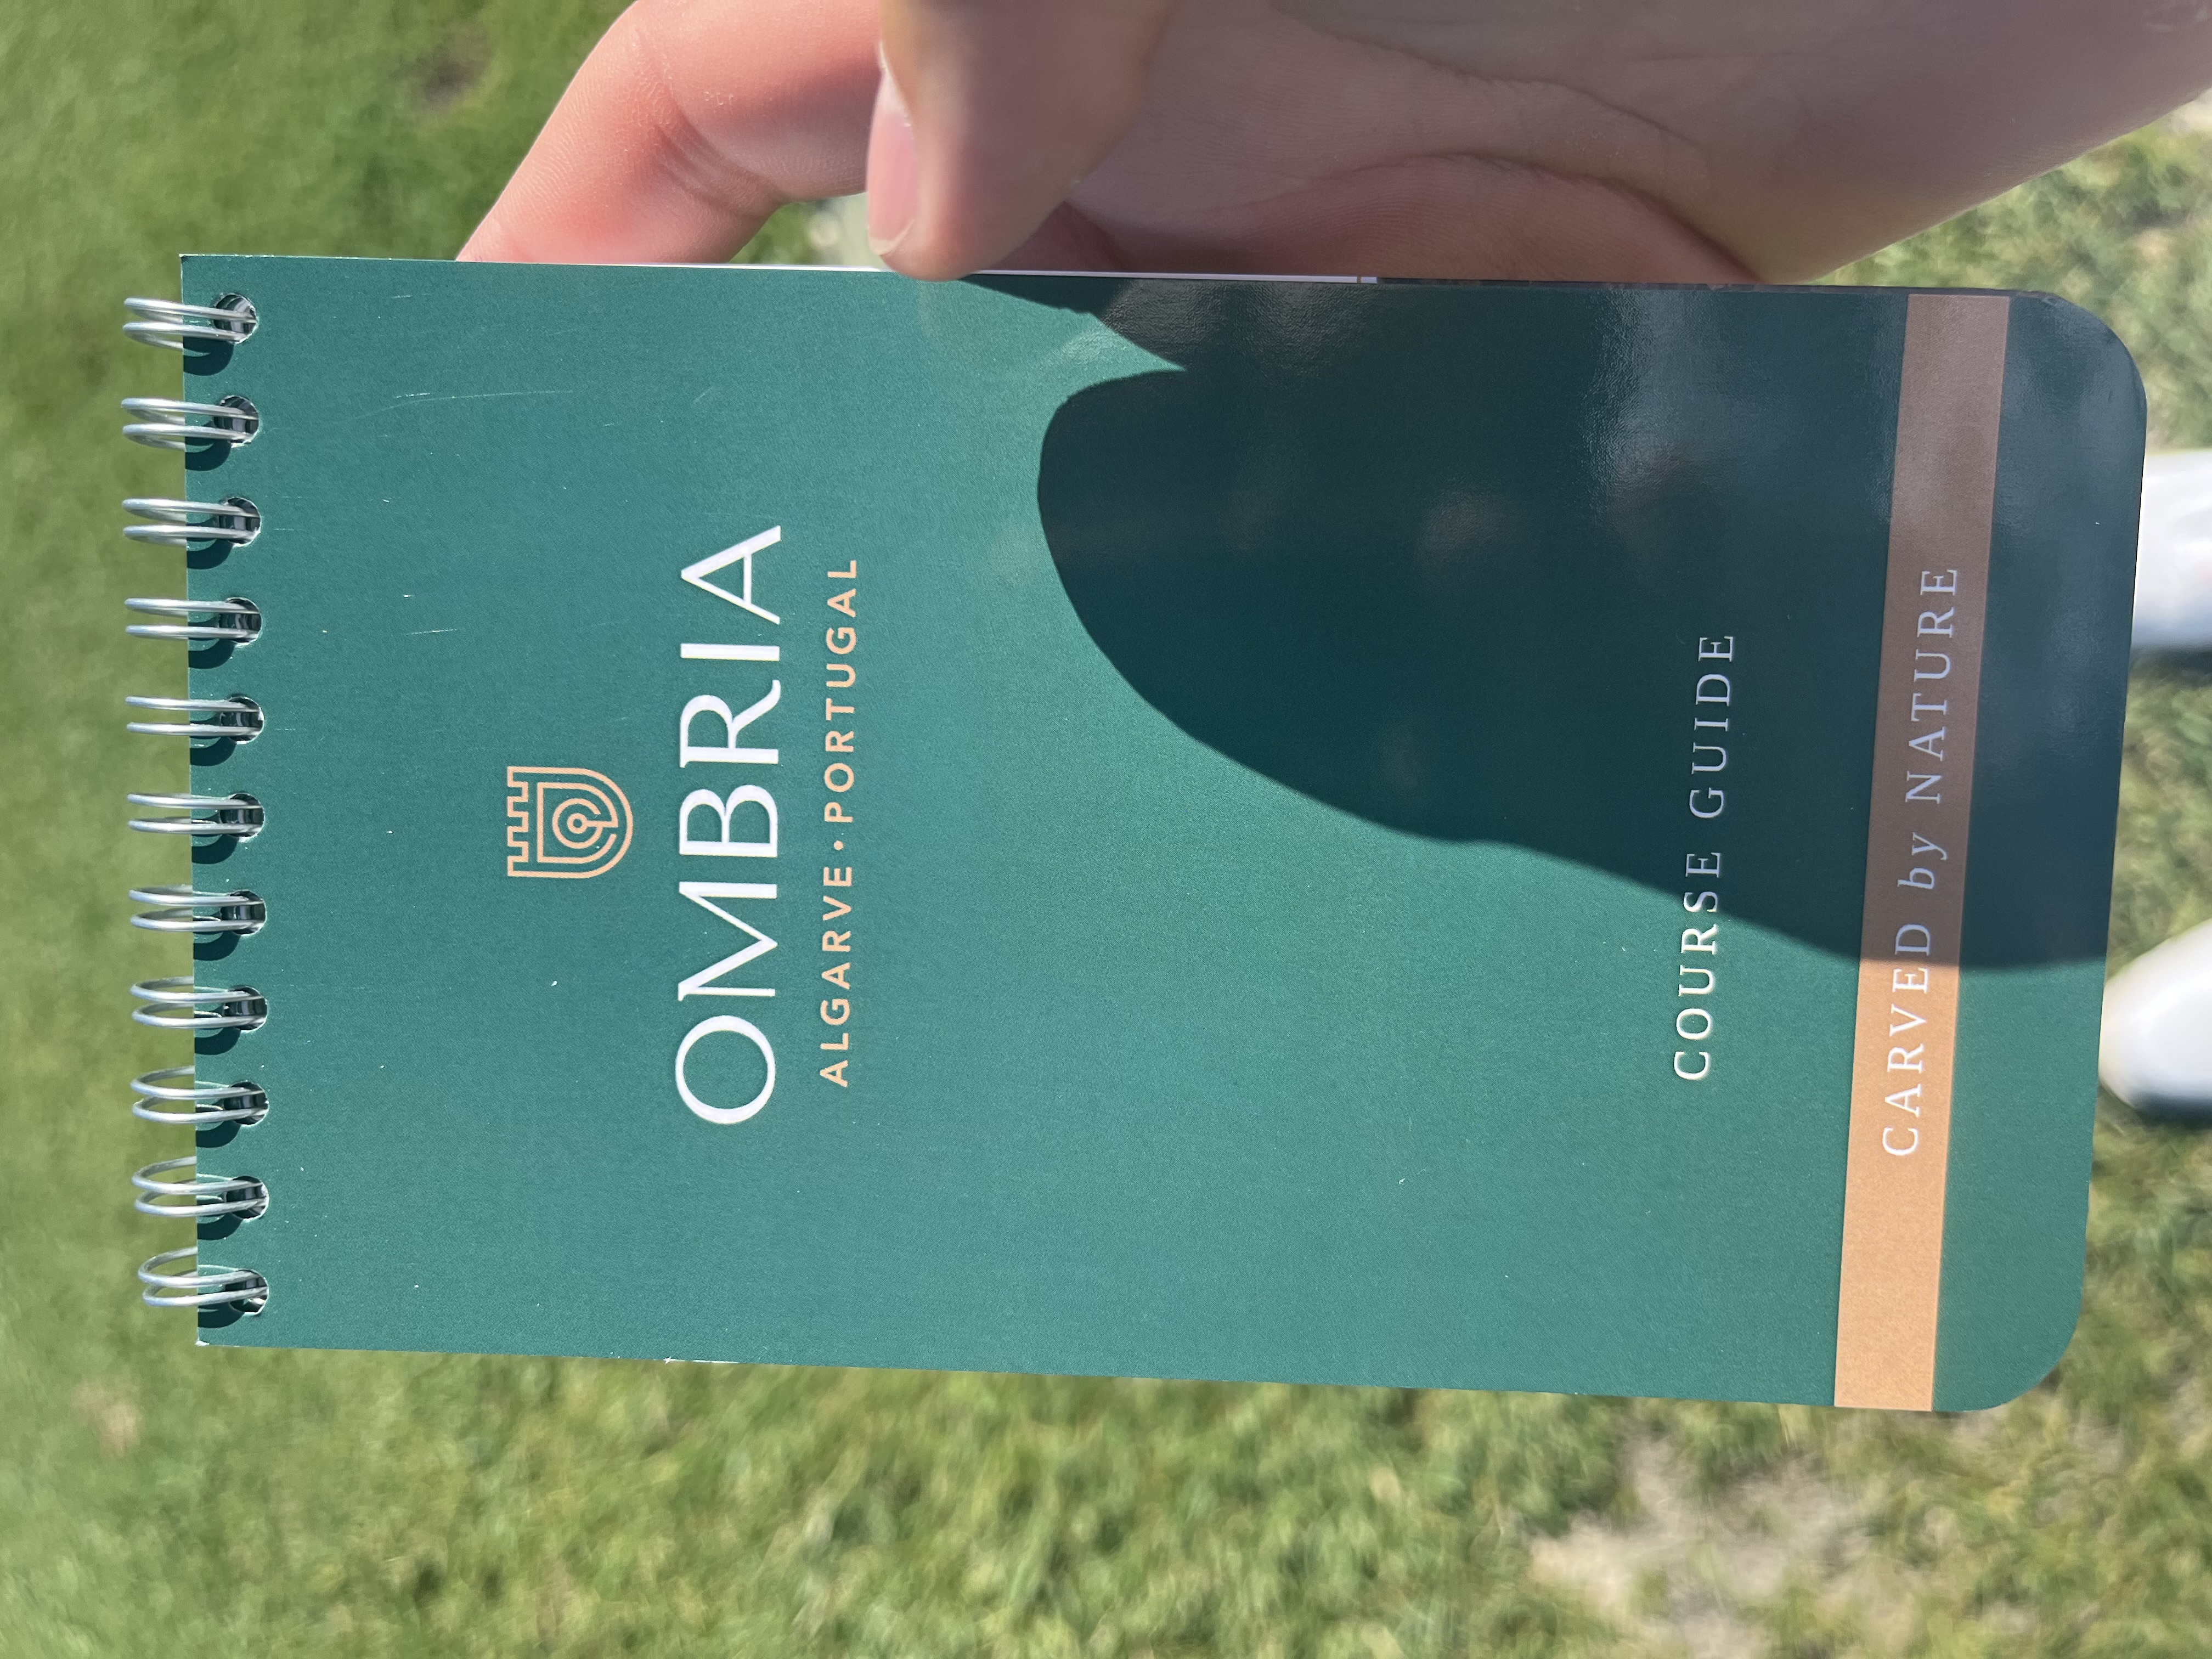 OMBRIA
ALGARVE • PORTUGAL
COURSE GUIDE
CARVED by NATURE